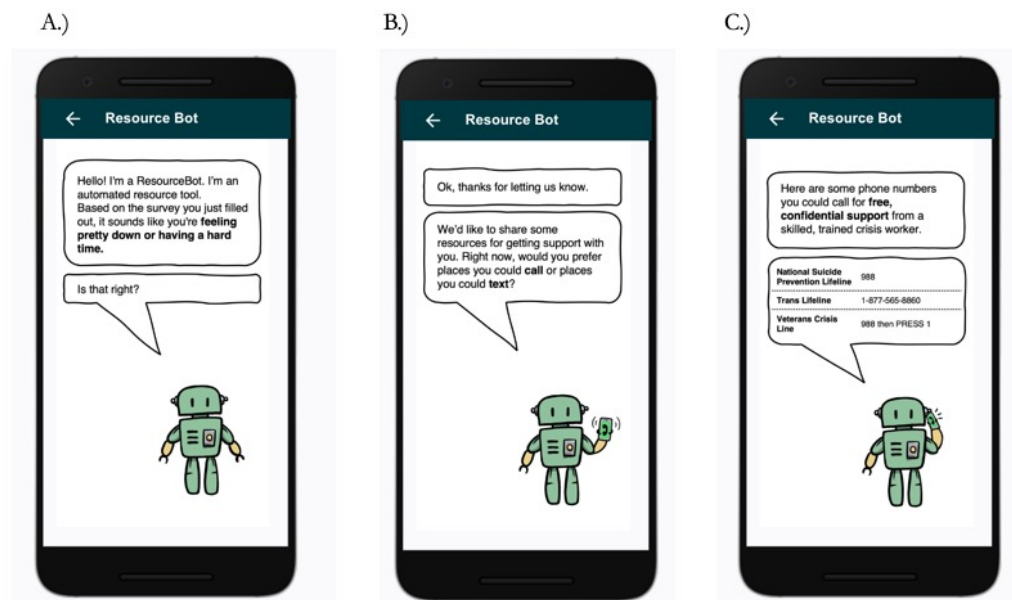 A.)
B.)
C.)
Resource Bot
Hello! I'm a ResourceBot. I'm an
automated resource tool.
Based on the survey you just filled
out, it sounds like you're feeling
pretty down or having a hard
time.
Is that right?
Resource Bot
Ok, thanks for letting us know.
We'd like to share some
resources for getting support with
you. Right now, would you prefer
places you could call or places
you could text?
Resource Bot
Here are some phone numbers
you could call for free,
confidential support from a
skilled, trained crisis worker.
National Suicide
Prevention Lifeline 988
Trans Lifeline 1-877-565-8860
Veterans Crisis
Line 988 then PRESS 1